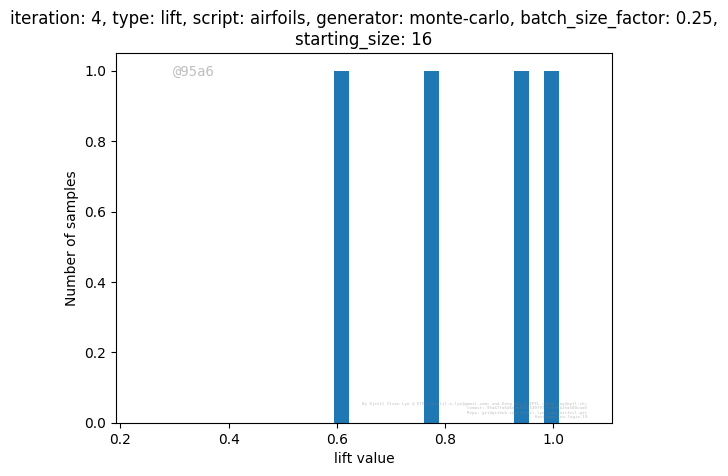 iteration: 4, type: lift, script: airfoils, generator: monte-carlo, batch_size_factor: 0.25,
starting_size: 16
@95a6
1.0
0.8
0.6
0.4
0.2
0.0
Number of samples
0.2 0.4 0.6 0.8 1.0
lift value